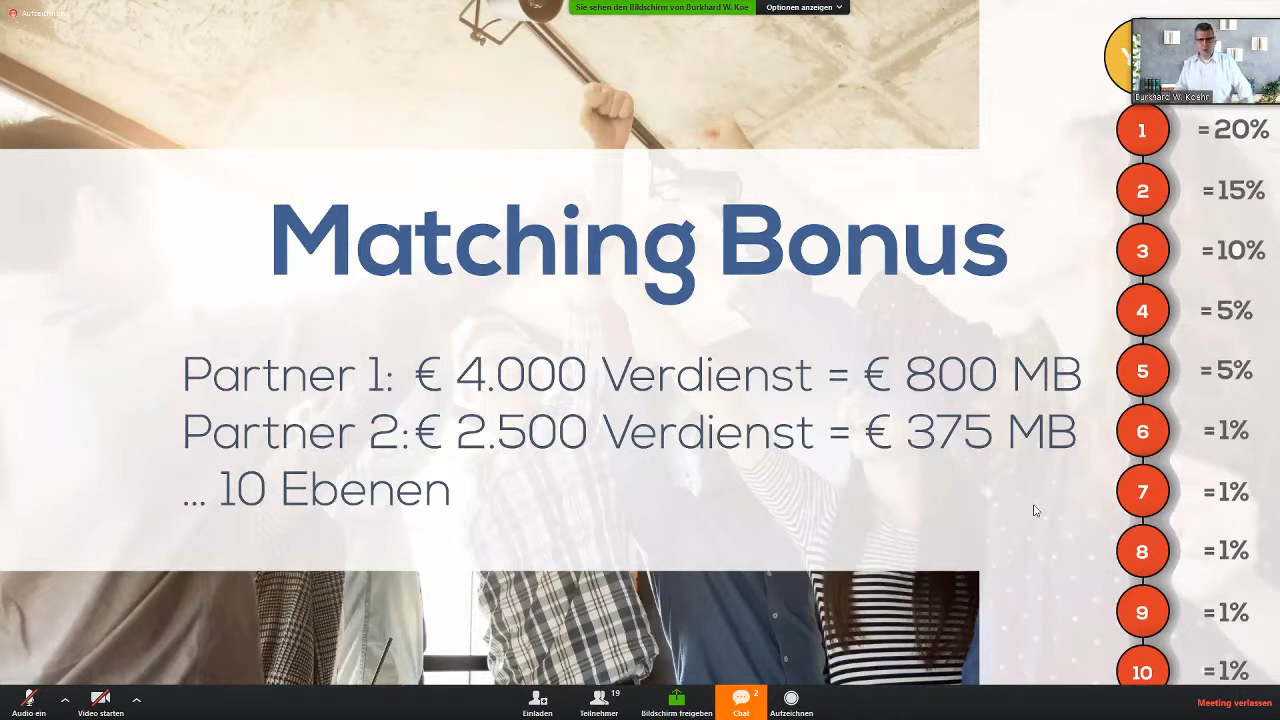 Aufzeichnung
Sie sehen den Bildschirm von Burkhard W. Koe
Optionen anzeigen
Y
Burkhard W. Koehr
Matching Bonus
Partner 1: € 4.000 Verdienst = € 800 MB
Partner 2: € 2.500 Verdienst = € 375 MB
... 10 Ebenen
1 = 20%
2 = 15%
3 = 10%
4 = 5%
5 = 5%
6 = 1%
7 = 1%
8 = 1%
9 = 1%
10 = 1%
Audio ein
Video starten
Einladen
19
Teilnehmer
Bildschirm freigeben
2
Chat
Aufzeichnen
Meeting verlassen